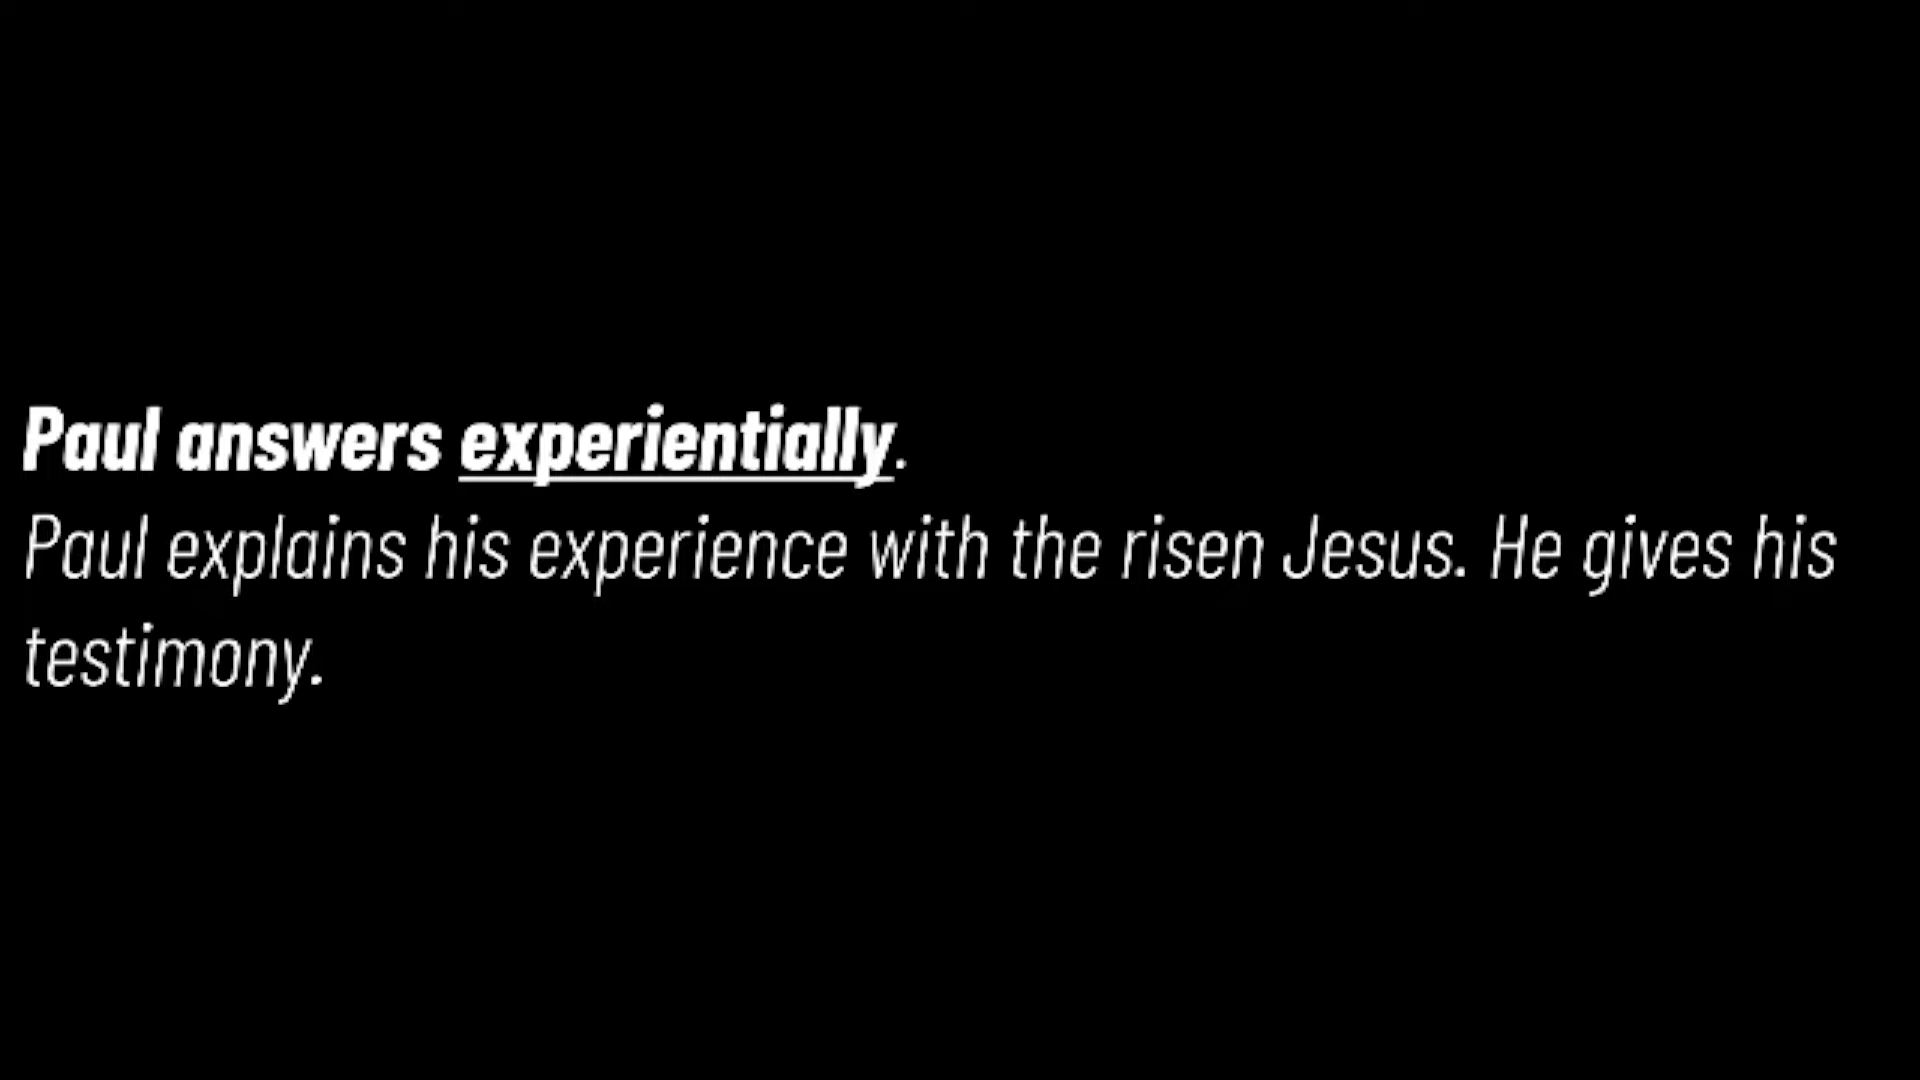 Paul answers experientially.
Paul explains his experience with the risen Jesus. He gives his
testimony.